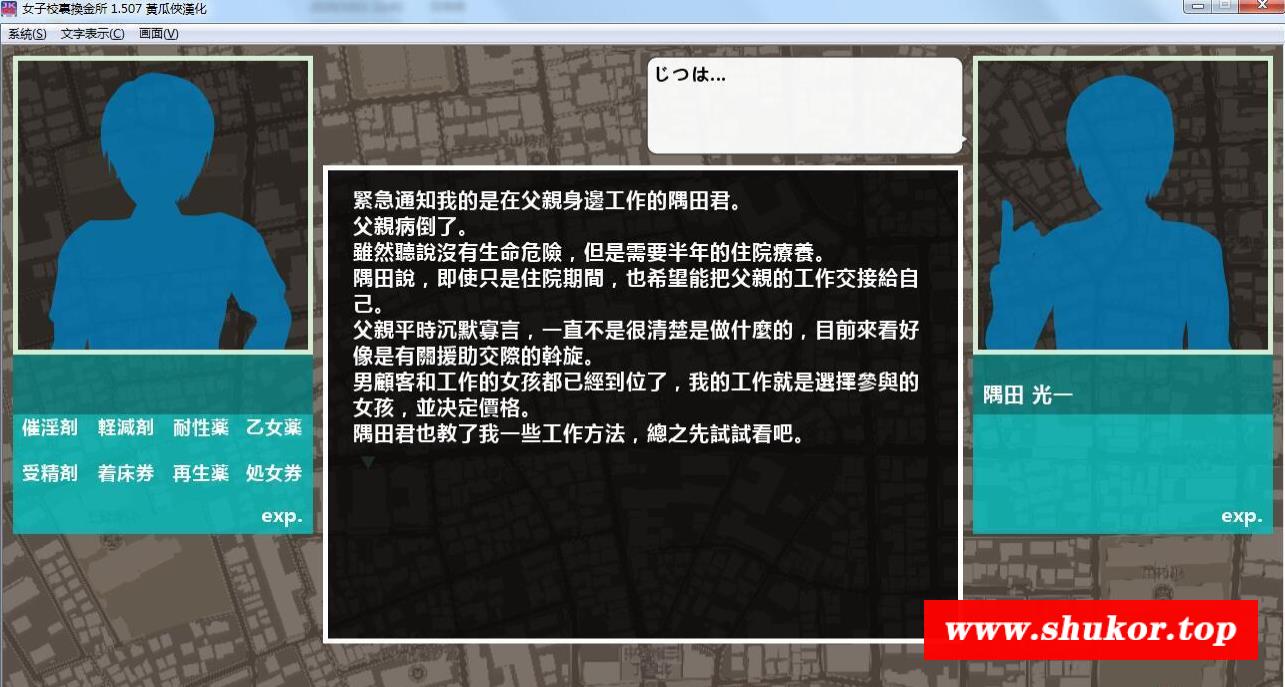 女子校裏換金所 1.507 黃瓜俠漢化
系統(S) 文字表示(C) 画面(V)
じつは…
緊急通知我的是在父親身邊工作的隅田君。
父親病倒了。
雖然聽說沒有生命危險，但是需要半年的住院療養。
隅田說，即使只是住院期間，也希望能把父親的工作交接給自
己。
父親平時沉默寡言，一直不是很清楚是做什麼的，目前來看好
像是有關援助交際的斡旋。
男顧客和工作的女孩都已經到位了，我的工作就是選擇參與的
女孩，並決定價格。
隅田君也教了我一些工作方法，總之先試試看吧。
催淫剤 軽減剤 耐性薬 乙女薬
受精剤 着床券 再生薬 処女券
exp.
隅田 光一
exp.
www.shukor.top